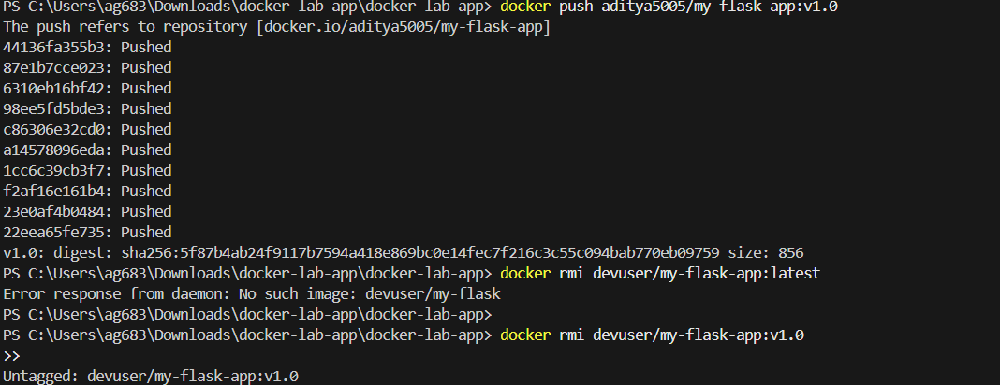 PS C:\Users\ag683\Downloads\docker-lab-app\docker-lab-app> docker push aditya5005/my-flask-app:v1.0
The push refers to repository [docker.io/aditya5005/my-flask-app]
44136fa355b3: Pushed
87e1b7cce023: Pushed
6310eb16bf42: Pushed
98ee5fd5bde3: Pushed
c86306e32cd0: Pushed
a14578096eda: Pushed
1cc6c39cb3f7: Pushed
f2af16e161b4: Pushed
23e0af4b0484: Pushed
22eea65fe735: Pushed
v1.0: digest: sha256:5f87b4ab24f9117b7594a418e869bc0e14fec7f216c3c55c094bab770eb09759 size: 856
PS C:\Users\ag683\Downloads\docker-lab-app\docker-lab-app> docker rmi devuser/my-flask-app:latest
Error response from daemon: No such image: devuser/my-flask
PS C:\Users\ag683\Downloads\docker-lab-app\docker-lab-app>
PS C:\Users\ag683\Downloads\docker-lab-app\docker-lab-app> docker rmi devuser/my-flask-app:v1.0
>>
Untagged: devuser/my-flask-app:v1.0